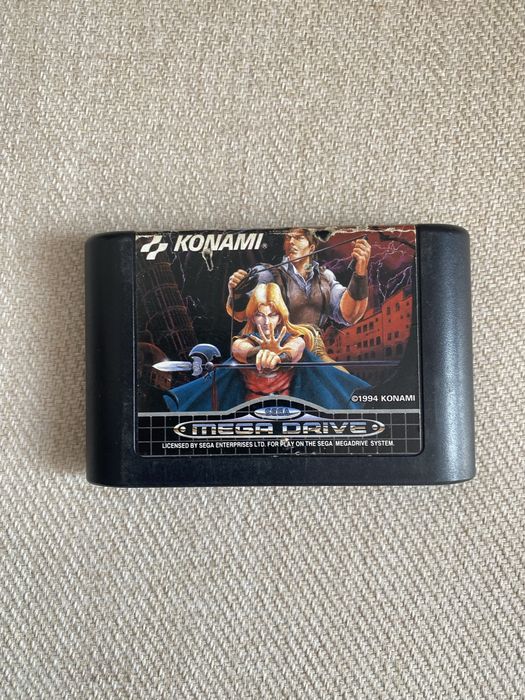 KONAMI®
©1994 KONAMI
SEGA
MEGA DRIVE
LICENSED BY SEGA ENTERPRISES LTD. FOR PLAY ON THE SEGA MEGADRIVE SYSTEM.